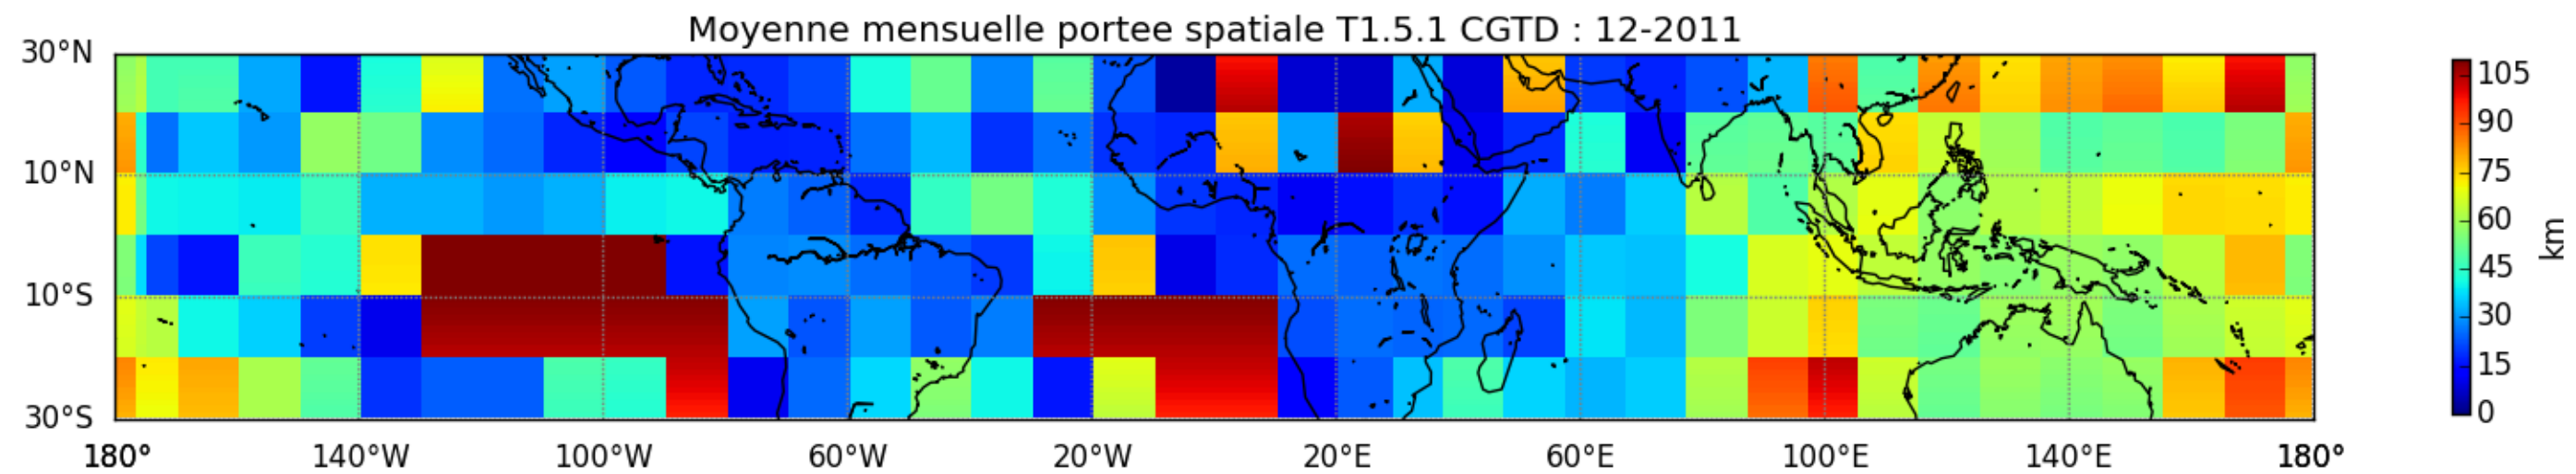 Moyenne mensuelle portee spatiale T1.5.1 CGTD : 12-2011
30°N
10°N
10°S
30°S
180° 140°W 100°W 60°W 20°W 20°E 60°E 100°E 140°E 180°
105
90
75
60
45
30
15
0
km